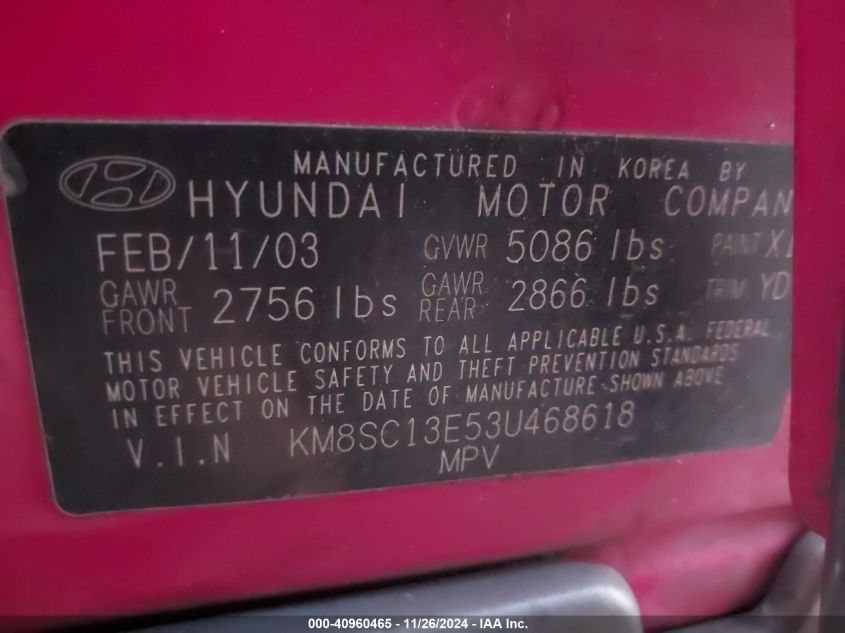 MANUFACTURED IN KOREA BY
HYUNDAI MOTOR COMPAN
FEB/11/03 GVWR 5086 lbs PAINT
GAWR FRONT 2756 lbs GAWR REAR 2866 lbs TRIM YD
THIS VEHICLE CONFORMS TO ALL APPLICABLE U.S.A. FEDERAL
MOTOR VEHICLE SAFETY AND THEFT PREVENTION STANDARDS
IN EFFECT ON THE DATE OF MANUFACTURE SHOWN ABOVE
V.I.N KM8SC13E53U468618
MPV
000-40960465 - 11/26/2024 - IAA Inc.